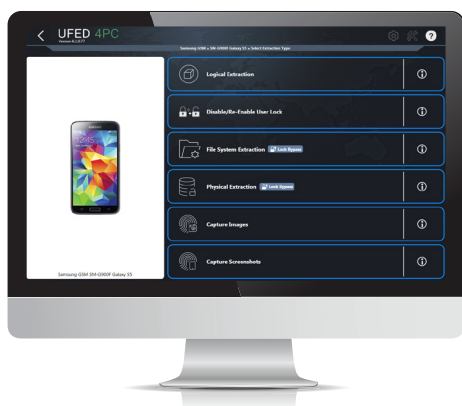 UFED 4PC
Samsung GSM » SM-G900F Galaxy S5 » Select Extraction Type
Logical Extraction
Disable/Re-Enable User Lock
File System Extraction Lock Bypass
Physical Extraction Lock Bypass
Capture Images
Capture Screenshots
Samsung GSM SM-G900F Galaxy S5